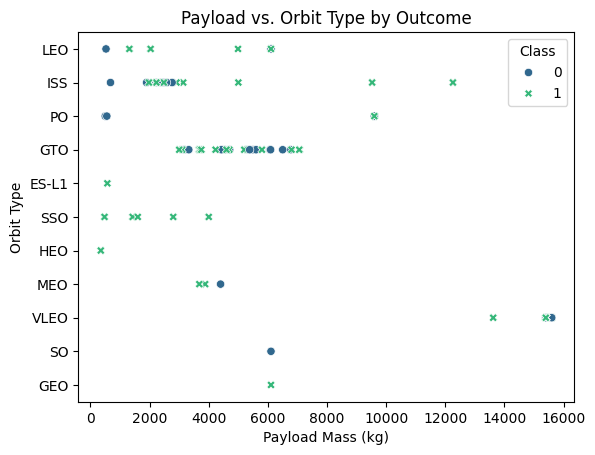 Payload vs. Orbit Type by Outcome
Class
0
1
Orbit Type
LEO
ISS
PO
GTO
ES-L1
SSO
HEO
MEO
VLEO
SO
GEO
0 2000 4000 6000 8000 10000 12000 14000 16000
Payload Mass (kg)